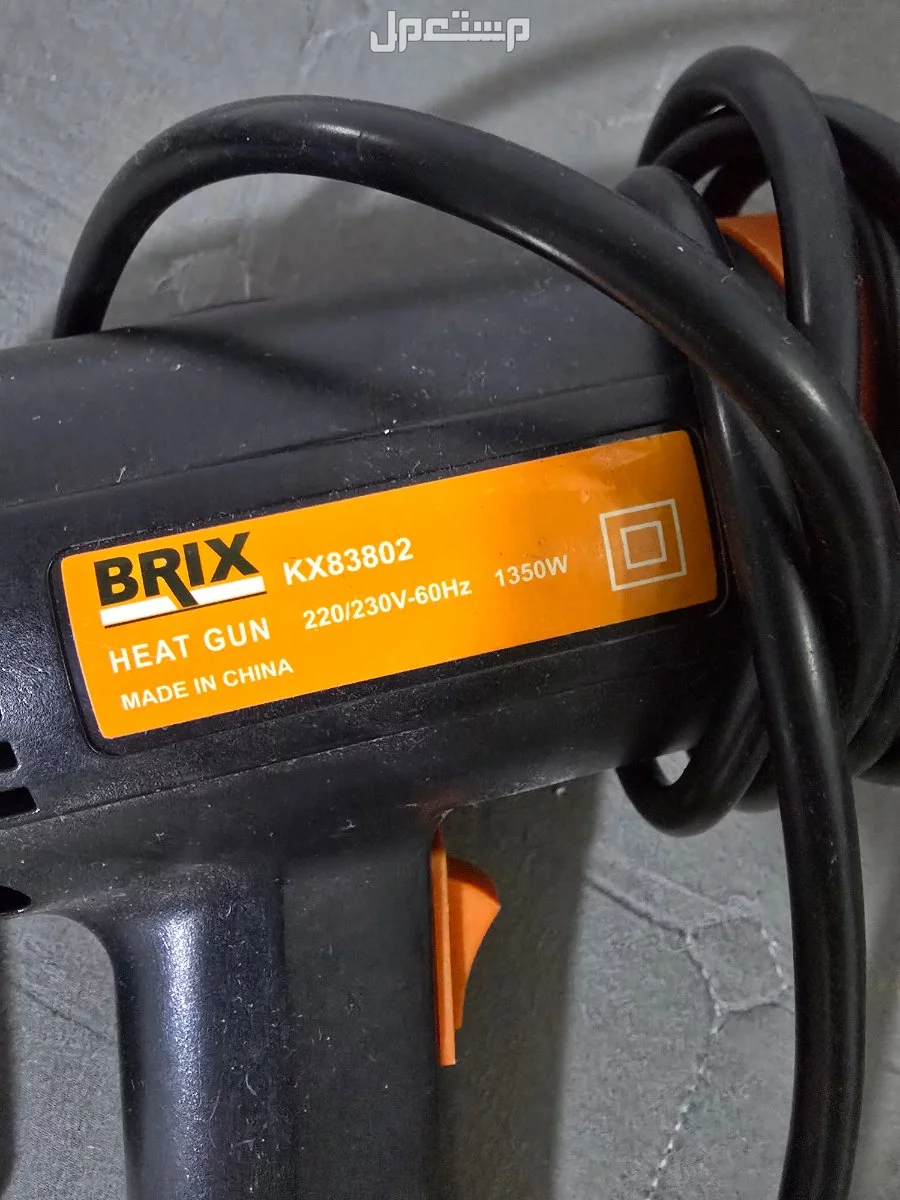 مستعمل
BRIX KX83802
HEAT GUN 220/230V-60Hz 1350W
MADE IN CHINA